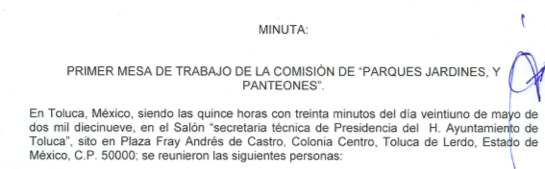 MINUTA:
PRIMER MESA DE TRABAJO DE LA COMISIÒN DE “PARQUES JARDINES, Y
PANTEONES”.
En Toluca, México, siendo las quince horas con treinta minutos del día veintiuno de mayo de
dos mil diecinueve, en el Salón “secretaria técnica de Presidencia del H. Ayuntamiento de
Toluca”, sito en Plaza Fray Andrés de Castro, Colonia Centro, Toluca de Lerdo, Estado de
México, C.P. 50000; se reunieron las siguientes personas: